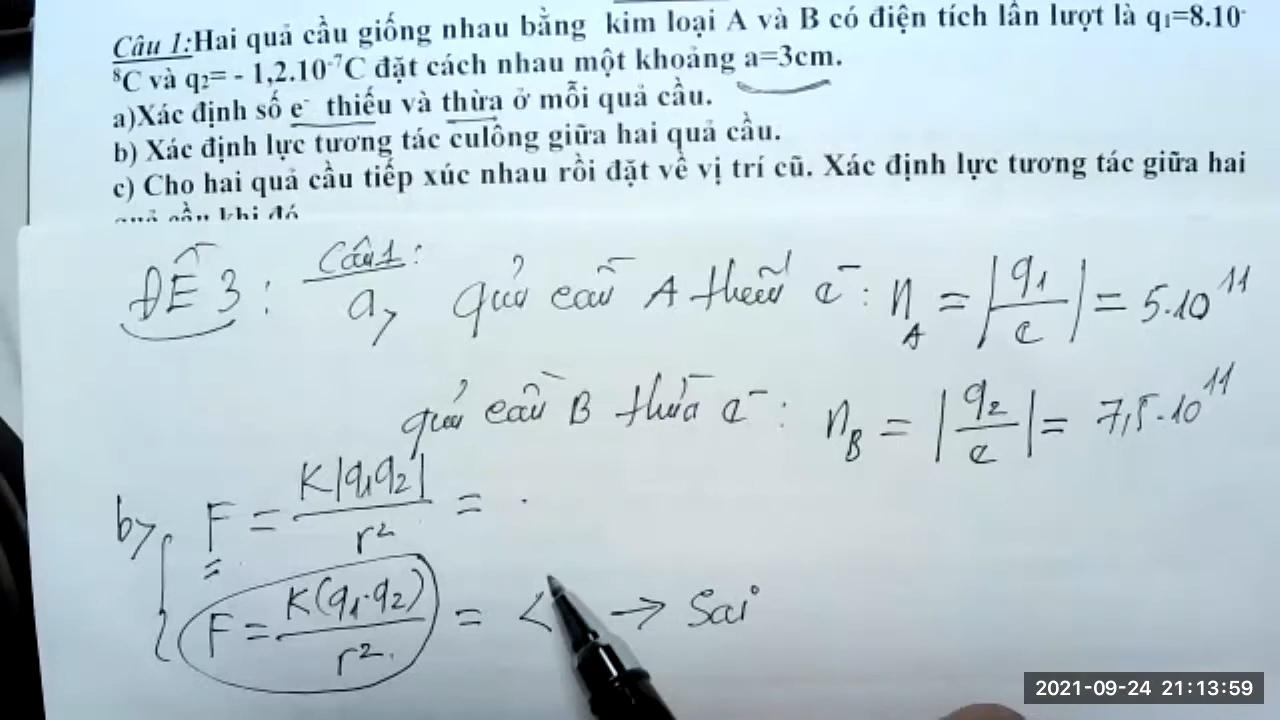 Câu 1:Hai quả cầu giống nhau bằng kim loại A và B có điện tích lần lượt là q₁=8.10⁻
⁸C và q₂= - 1,2.10⁻⁷C đặt cách nhau một khoảng a=3cm.
a)Xác định số e⁻ thiếu và thừa ở mỗi quả cầu.
b) Xác định lực tương tác culông giữa hai quả cầu.
c) Cho hai quả cầu tiếp xúc nhau rồi đặt về vị trí cũ. Xác định lực tương tác giữa hai
quả cầu khi đó
ĐỀ 3 : Câu 1 :
a, quả cầu A thiếu e⁻ : n_A = |q₁/e| = 5.10¹¹
quả cầu B thừa e⁻ : n_B = |q₂/e| = 7,5.10¹¹
b, F = K|q₁q₂|/r² = .
F = K(q₁.q₂)/r² = < → Sai
2021-09-24 21:13:59